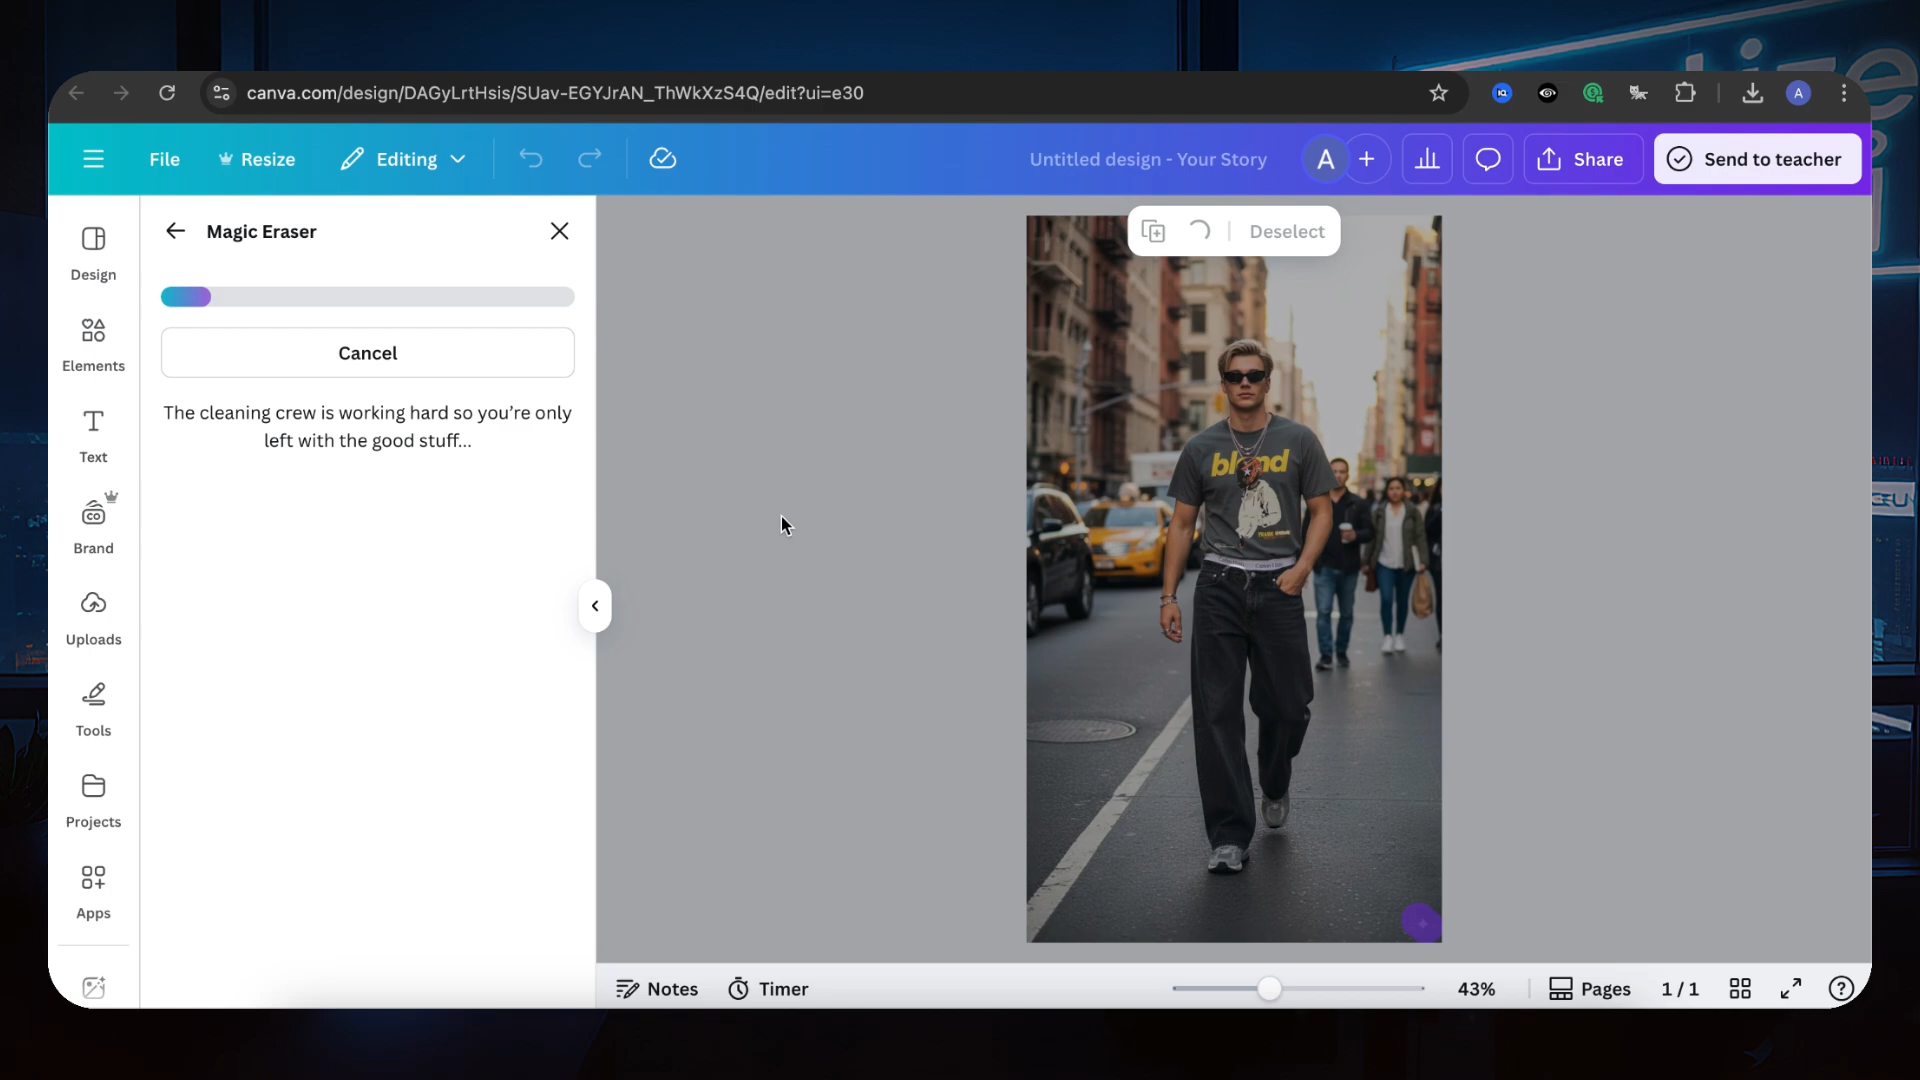 canva.com/design/DAGyLrtHsis/SUav-EGYJrAN_ThWkXzS4Q/edit?ui=e30
A
File
Resize
Editing
Untitled design - Your Story
A
Share
Send to teacher
Design
Elements
Text
Brand
Uploads
Tools
Projects
Apps
Magic Eraser
Cancel
The cleaning crew is working hard so you’re only
left with the good stuff...
Deselect
Notes
Timer
43%
Pages
1 / 1